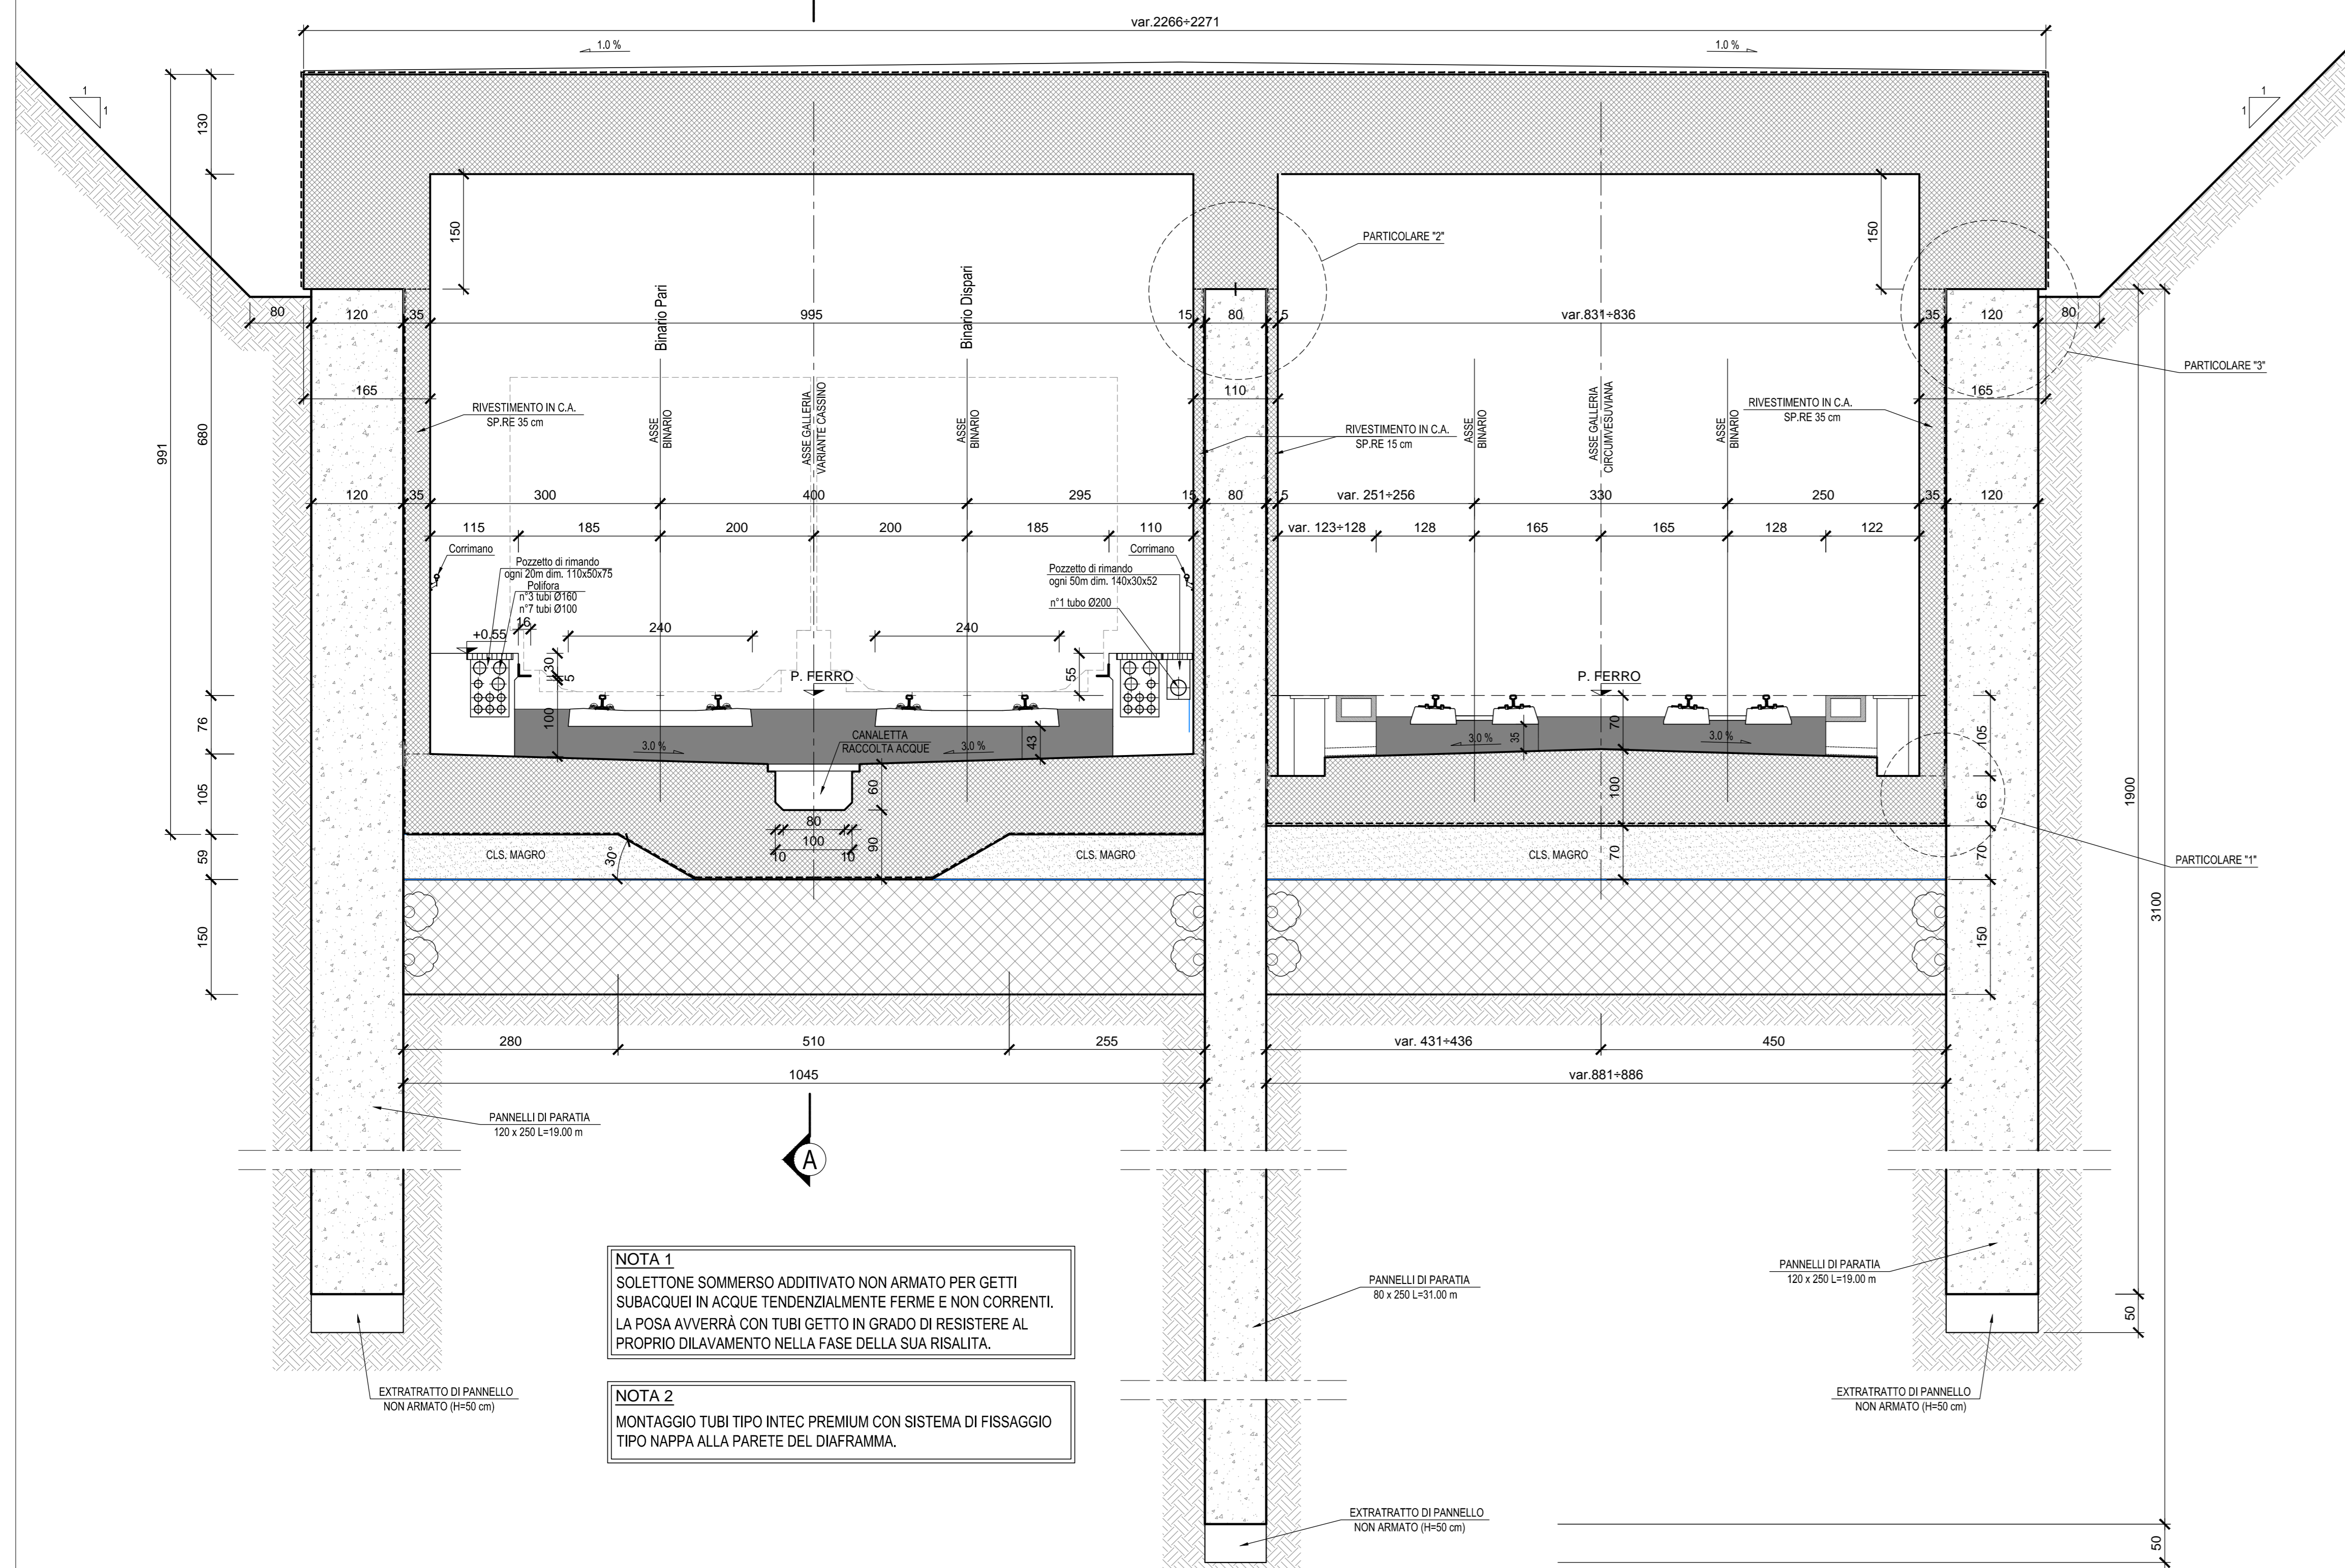 var.2266÷2271
1.0 %
1.0 %
1
1
1
1
130
991
680
76
105
59
150
150
150
PARTICOLARE "2"
Binario Pari
Binario Dispari
80
120
35
995
15
80
15
var.831÷836
35
120
80
PARTICOLARE "3"
165
110
165
RIVESTIMENTO IN C.A.
SP.RE 35 cm
RIVESTIMENTO IN C.A.
SP.RE 15 cm
RIVESTIMENTO IN C.A.
SP.RE 35 cm
ASSE
BINARIO
ASSE GALLERIA
VARIANTE CASSINO
ASSE
BINARIO
ASSE
BINARIO
ASSE GALLERIA
CIRCUMVESUVIANA
ASSE
BINARIO
120
35
300
400
295
15
80
15
var. 251÷256
330
250
35
120
115
185
200
200
185
110
var. 123÷128
128
165
165
128
122
Corrimano
Pozzetto di rimando
ogni 20m dim. 110x50x75
Polifora
n°3 tubi Ø160
n°7 tubi Ø100
Corrimano
Pozzetto di rimando
ogni 50m dim. 140x30x52
n°1 tubo Ø200
16
+0.55
240
240
30
5
100
55
P. FERRO
P. FERRO
3.0 %
CANALETTA
RACCOLTA ACQUE
3.0 %
43
3.0 %
35
70
3.0 %
105
60
90
80
100
10
10
100
65
30°
CLS. MAGRO
CLS. MAGRO
CLS. MAGRO
70
70
150
PARTICOLARE "1"
1900
3100
280
510
255
var. 431÷436
450
1045
var.881÷886
PANNELLI DI PARATIA
120 x 250 L=19.00 m
A
NOTA 1
SOLETTONE SOMMERSO ADDITIVATO NON ARMATO PER GETTI
SUBACQUEI IN ACQUE TENDENZIALMENTE FERME E NON CORRENTI.
LA POSA AVVERRÀ CON TUBI GETTO IN GRADO DI RESISTERE AL
PROPRIO DILAVAMENTO NELLA FASE DELLA SUA RISALITA.
PANNELLI DI PARATIA
80 x 250 L=31.00 m
PANNELLI DI PARATIA
120 x 250 L=19.00 m
50
EXTRATRATTO DI PANNELLO
NON ARMATO (H=50 cm)
EXTRATRATTO DI PANNELLO
NON ARMATO (H=50 cm)
NOTA 2
MONTAGGIO TUBI TIPO INTEC PREMIUM CON SISTEMA DI FISSAGGIO
TIPO NAPPA ALLA PARETE DEL DIAFRAMMA.
EXTRATRATTO DI PANNELLO
NON ARMATO (H=50 cm)
50